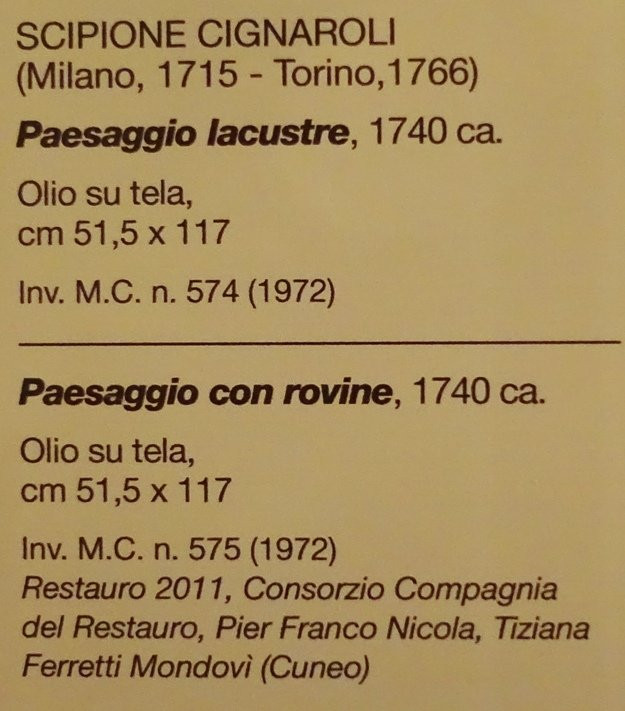 SCIPIONE CIGNAROLI
(Milano, 1715 - Torino,1766)
Paesaggio lacustre, 1740 ca.
Olio su tela,
cm 51,5 x 117
Inv. M.C. n. 574 (1972)
Paesaggio con rovine, 1740 ca.
Olio su tela,
cm 51,5 x 117
Inv. M.C. n. 575 (1972)
Restauro 2011, Consorzio Compagnia
del Restauro, Pier Franco Nicola, Tiziana
Ferretti Mondovì (Cuneo)